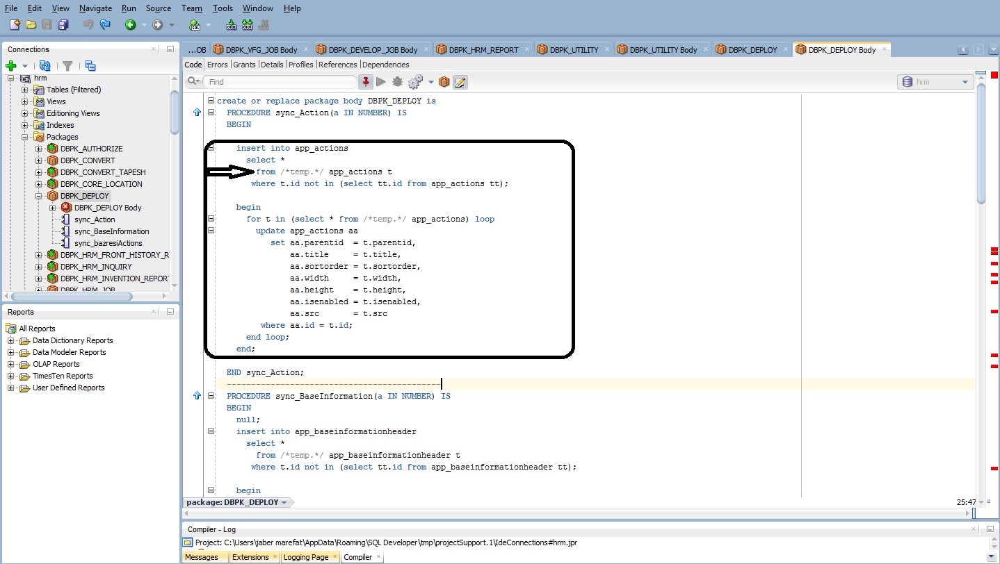 File Edit View Navigate Run Source Team Tools Window Help
Connections
hrm
Tables (Filtered)
Views
Editioning Views
Indexes
Packages
DBPK_AUTHORIZE
DBPK_CONVERT
DBPK_CONVERT_TAPESH
DBPK_CORE_LOCATION
DBPK_DEPLOY
DBPK_DEPLOY Body
sync_Action
sync_BaseInformation
sync_bazresiActions
DBPK_HRM_FRONT_HISTORY_R
DBPK_HRM_INQUIRY
DBPK_HRM_INVENTION_REPORT
DBPK_HRM_JOB
Reports
All Reports
Data Dictionary Reports
Data Modeler Reports
OLAP Reports
TimesTen Reports
User Defined Reports
...OB DBPK_VFG_JOB Body DBPK_DEVELOP_JOB Body DBPK_HRM_REPORT DBPK_UTILITY DBPK_UTILITY Body DBPK_DEPLOY DBPK_DEPLOY Body
Code Errors Grants Details Profiles References Dependencies
Find hrm
create or replace package body DBPK_DEPLOY is
PROCEDURE sync_Action(a IN NUMBER) IS
BEGIN
insert into app_actions
select *
from /*temp.*/ app_actions t
where t.id not in (select tt.id from app_actions tt);
begin
for t in (select * from /*temp.*/ app_actions) loop
update app_actions aa
set aa.parentid = t.parentid,
aa.title = t.title,
aa.sortorder = t.sortorder,
aa.width = t.width,
aa.height = t.height,
aa.isenabled = t.isenabled,
aa.src = t.src
where aa.id = t.id;
end loop;
end;
END sync_Action;
--------------------------------------------
PROCEDURE sync_BaseInformation(a IN NUMBER) IS
BEGIN
null;
insert into app_baseinformationheader
select *
from /*temp.*/ app_baseinformationheader t
where t.id not in (select tt.id from app_baseinformationheader tt);
begin
package: DBPK_DEPLOY 25:47
Compiler - Log
Project: C:\Users\jaber marefat\AppData\Roaming\SQL Developer\tmp\projectSupport.1\IdeConnections#hrm.jpr
Messages Extensions Logging Page Compiler